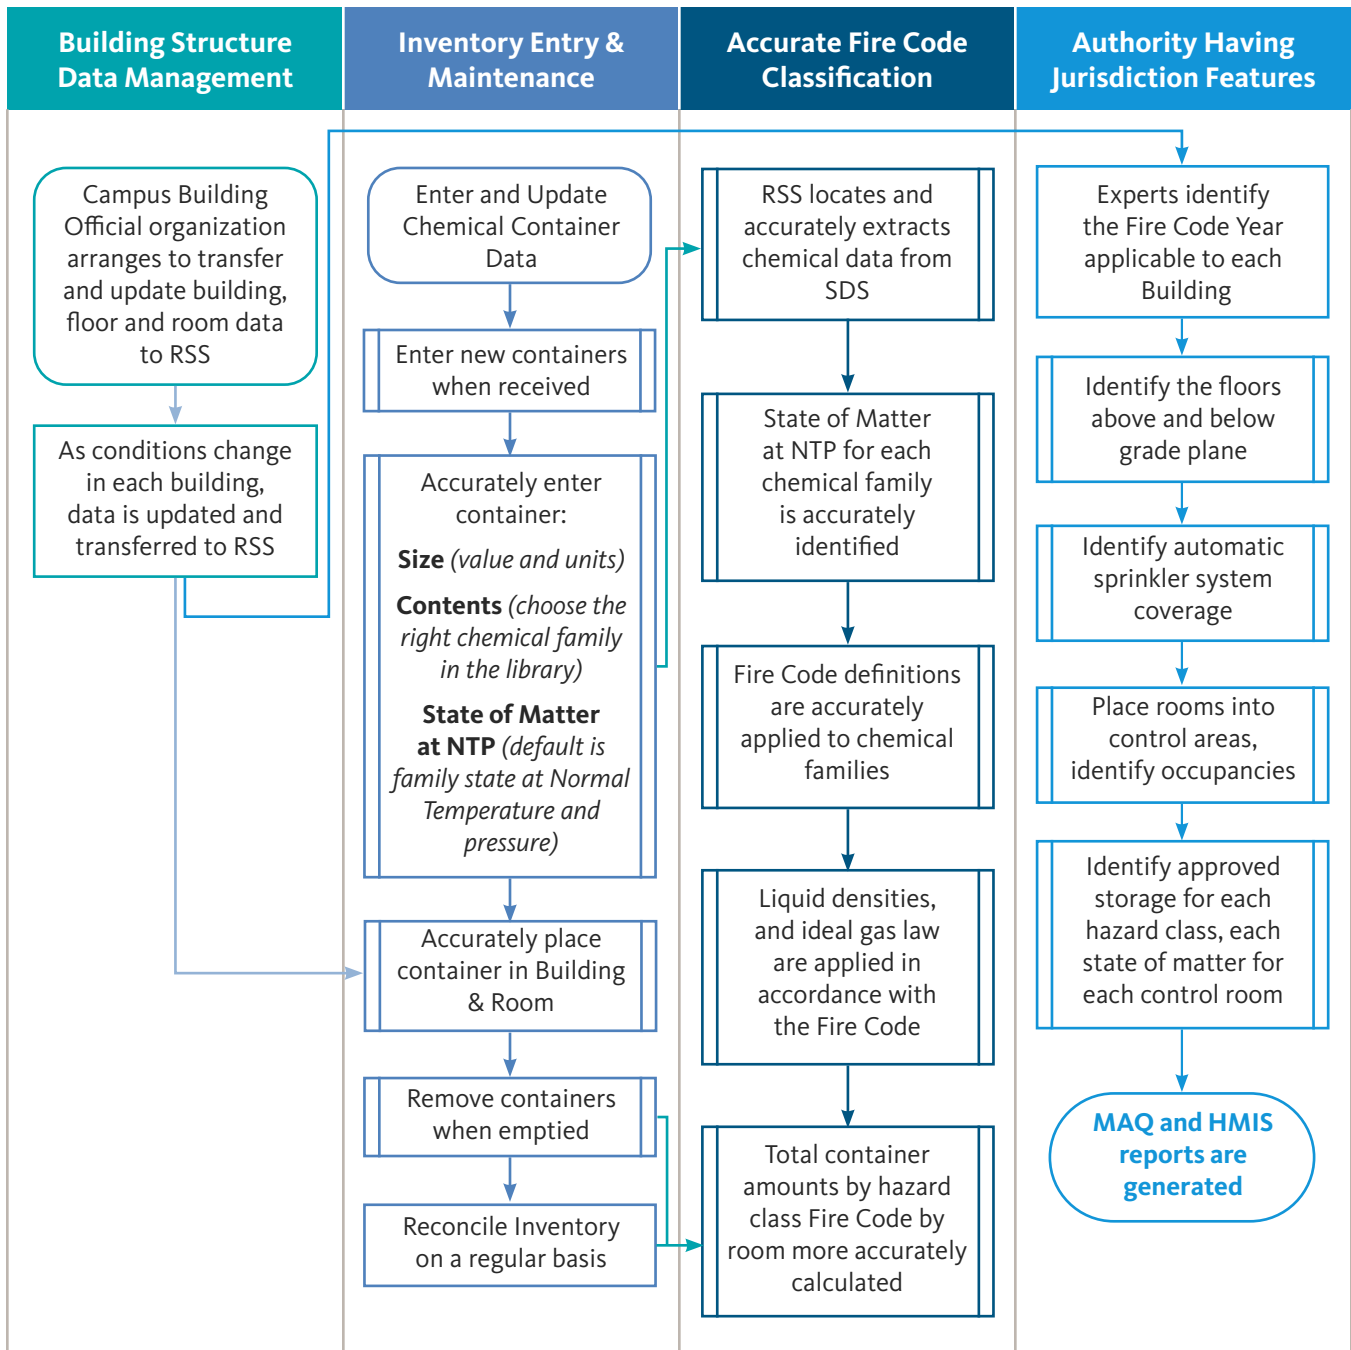 Building Structure
Data Management
Inventory Entry &
Maintenance
Accurate Fire Code
Classification
Authority Having
Jurisdiction Features
Campus Building
Official organization
arranges to transfer
and update building,
floor and room data
to RSS
As conditions change
in each building,
data is updated and
transferred to RSS
Enter and Update
Chemical Container
Data
Enter new containers
when received
Accurately enter
container:
Size (value and units)
Contents (choose the
right chemical family
in the library)
State of Matter
at NTP (default is
family state at Normal
Temperature and
pressure)
Accurately place
container in Building
& Room
Remove containers
when emptied
Reconcile Inventory
on a regular basis
RSS locates and
accurately extracts
chemical data from
SDS
State of Matter
at NTP for each
chemical family
is accurately
identified
Fire Code definitions
are accurately
applied to chemical
families
Liquid densities,
and ideal gas law
are applied in
accordance with
the Fire Code
Total container
amounts by hazard
class Fire Code by
room more accurately
calculated
Experts identify
the Fire Code Year
applicable to each
Building
Identify the floors
above and below
grade plane
Identify automatic
sprinkler system
coverage
Place rooms into
control areas,
identify occupancies
Identify approved
storage for each
hazard class, each
state of matter for
each control room
MAQ and HMIS
reports are
generated